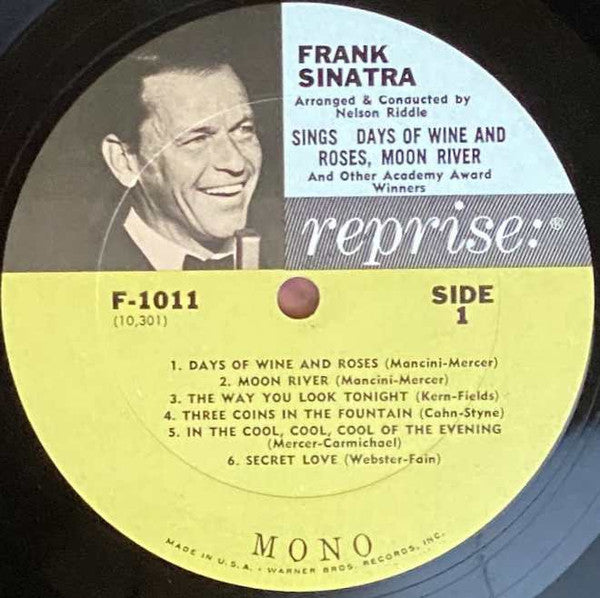 FRANK
SINATRA
Arranged & Conducted by
Nelson Riddle
SINGS DAYS OF WINE AND
ROSES, MOON RIVER
And Other Academy Award
Winners
reprise:®
F-1011
(10,301)
SIDE
1
1. DAYS OF WINE AND ROSES (Mancini-Mercer)
2. MOON RIVER (Mancini-Mercer)
3. THE WAY YOU LOOK TONIGHT (Kern-Fields)
4. THREE COINS IN THE FOUNTAIN (Cahn-Styne)
5. IN THE COOL, COOL, COOL OF THE EVENING
(Mercer-Carmichael)
6. SECRET LOVE (Webster-Fain)
MONO
MADE IN U.S.A. • WARNER BROS. RECORDS, INC.